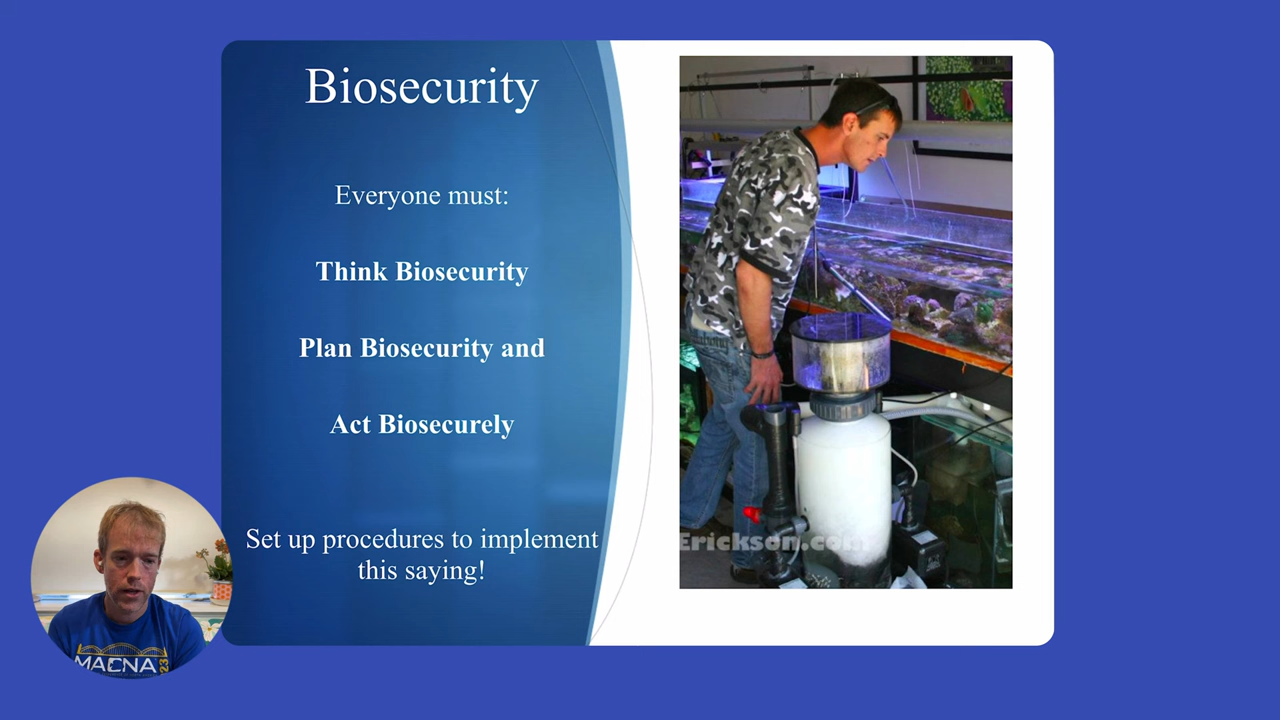 Biosecurity
Everyone must:
Think Biosecurity
Plan Biosecurity and
Act Biosecurely
Set up procedures to implement
this saying!
Erickson.com
MACNA
23